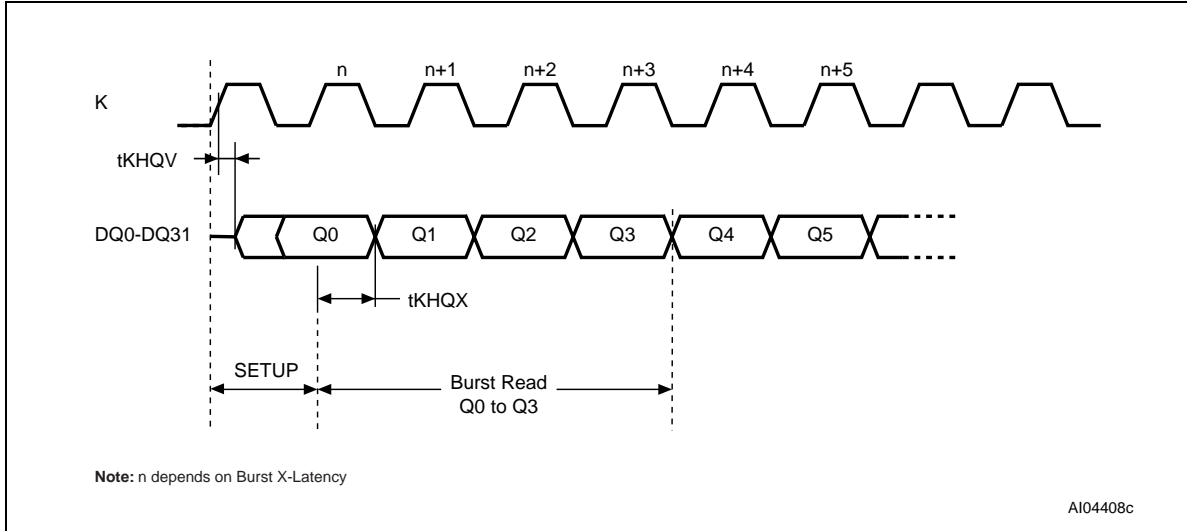 n n+1 n+2 n+3 n+4 n+5
K
tKHQV
DQ0-DQ31 Q0 Q1 Q2 Q3 Q4 Q5
tKHQX
SETUP
Burst Read
Q0 to Q3
Note: n depends on Burst X-Latency
AI04408c